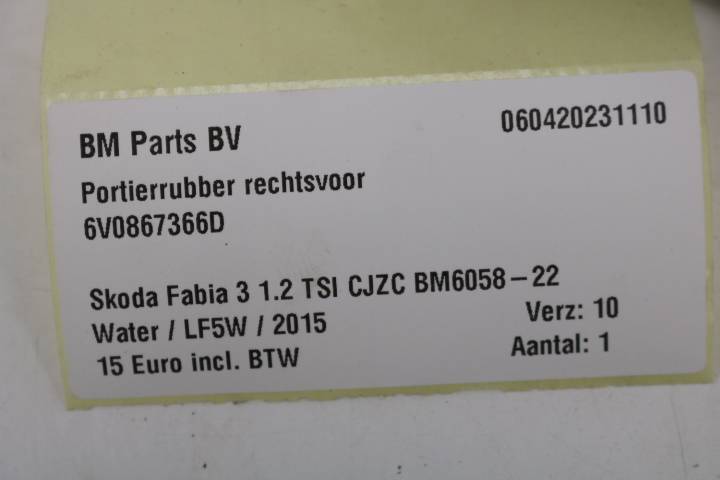 BM Parts BV 060420231110
Portierrubber rechtsvoor
6V0867366D
Skoda Fabia 3 1.2 TSI CJZC BM6058-22
Water / LF5W / 2015 Verz: 10
15 Euro incl. BTW Aantal: 1